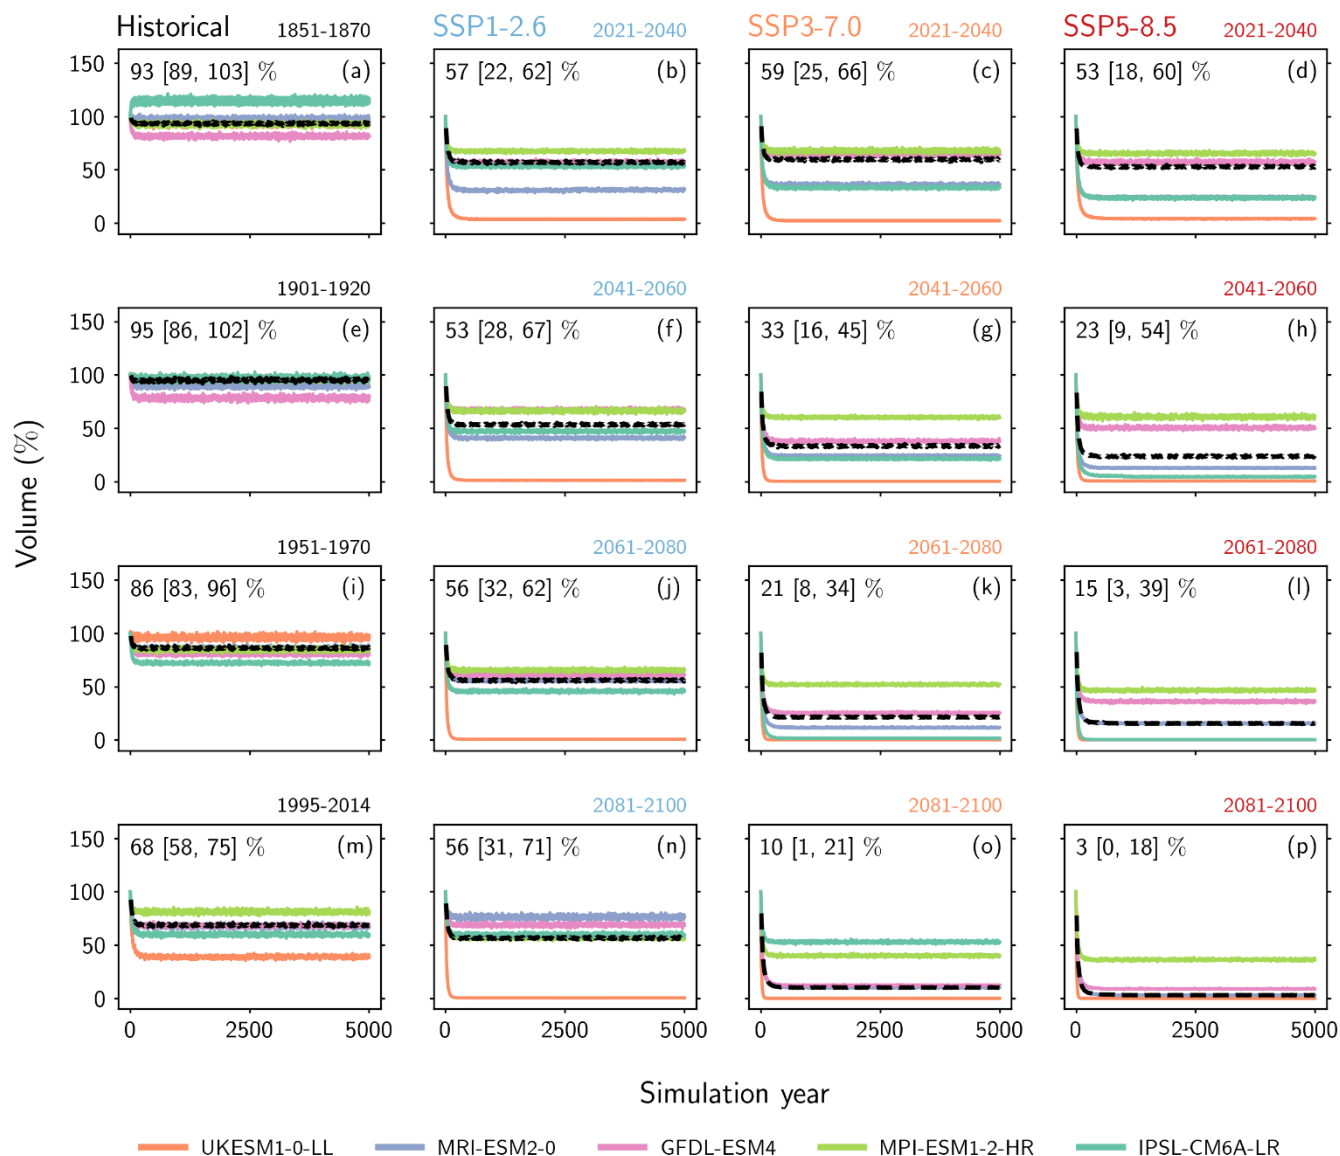 Historical 1851-1870 SSP1-2.6 2021-2040 SSP3-7.0 2021-2040 SSP5-8.5 2021-2040
150 93 [89, 103] % (a) 57 [22, 62] % (b) 59 [25, 66] % (c) 53 [18, 60] % (d)
100
50
0
1901-1920 2041-2060 2041-2060 2041-2060
150 95 [86, 102] % (e) 53 [28, 67] % (f) 33 [16, 45] % (g) 23 [9, 54] % (h)
100
50
0
Volume (%)
1951-1970 2061-2080 2061-2080 2061-2080
150 86 [83, 96] % (i) 56 [32, 62] % (j) 21 [8, 34] % (k) 15 [3, 39] % (l)
100
50
0
1995-2014 2081-2100 2081-2100 2081-2100
150 68 [58, 75] % (m) 56 [31, 71] % (n) 10 [1, 21] % (o) 3 [0, 18] % (p)
100
50
0
0 2500 5000 0 2500 5000 0 2500 5000 0 2500 5000
Simulation year
UKESM1-0-LL MRI-ESM2-0 GFDL-ESM4 MPI-ESM1-2-HR IPSL-CM6A-LR